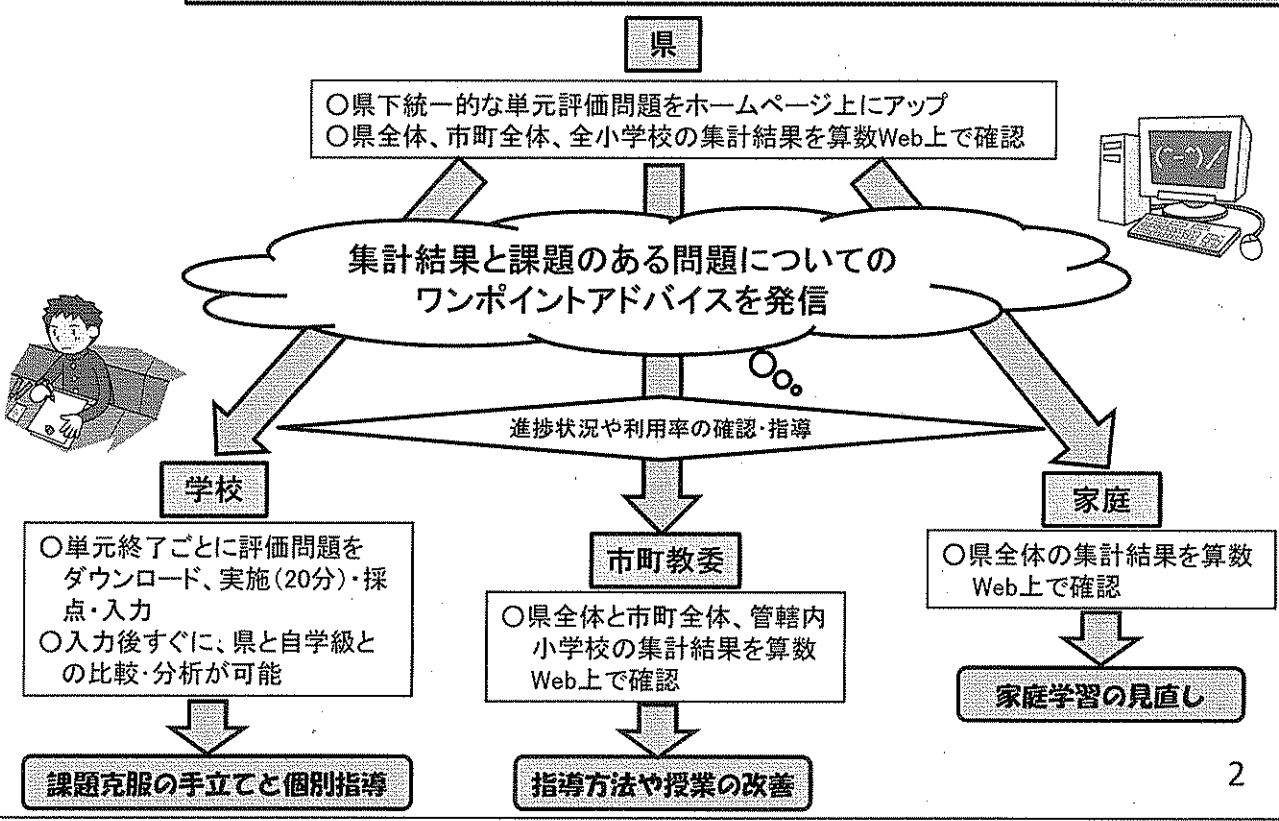 県
○県下統一的な単元評価問題をホームページ上にアップ
○県全体、市町全体、全小学校の集計結果を算数Web上で確認
(^-^)/
集計結果と課題のある問題についての
ワンポイントアドバイスを発信
進捗状況や利用率の確認・指導
学校
○単元終了ごとに評価問題を
ダウンロード、実施(20分)・採
点・入力
○入力後すぐに、県と自学級と
の比較・分析が可能
課題克服の手立てと個別指導
市町教委
○県全体と市町全体、管轄内
小学校の集計結果を算数
Web上で確認
指導方法や授業の改善
家庭
○県全体の集計結果を算数
Web上で確認
家庭学習の見直し
2